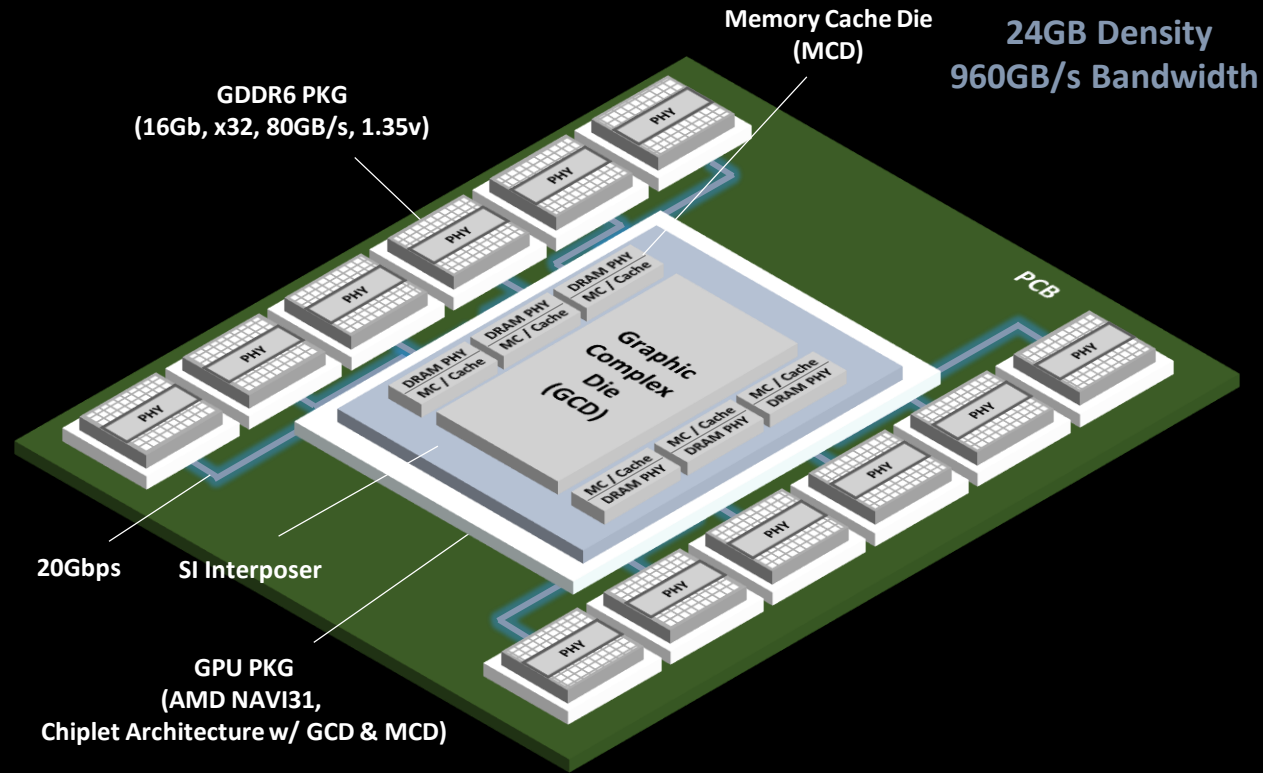 Memory Cache Die
(MCD)
24GB Density
960GB/s Bandwidth
GDDR6 PKG
(16Gb, x32, 80GB/s, 1.35v)
PHY
PHY
PHY
PHY
PHY
PHY
DRAM PHY
MC / Cache
DRAM PHY
MC / Cache
DRAM PHY
MC / Cache
Graphic
Complex
Die
(GCD)
MC / Cache
DRAM PHY
MC / Cache
DRAM PHY
MC / Cache
DRAM PHY
PCB
PHY
PHY
PHY
PHY
PHY
PHY
20Gbps
SI Interposer
GPU PKG
(AMD NAVI31,
Chiplet Architecture w/ GCD & MCD)